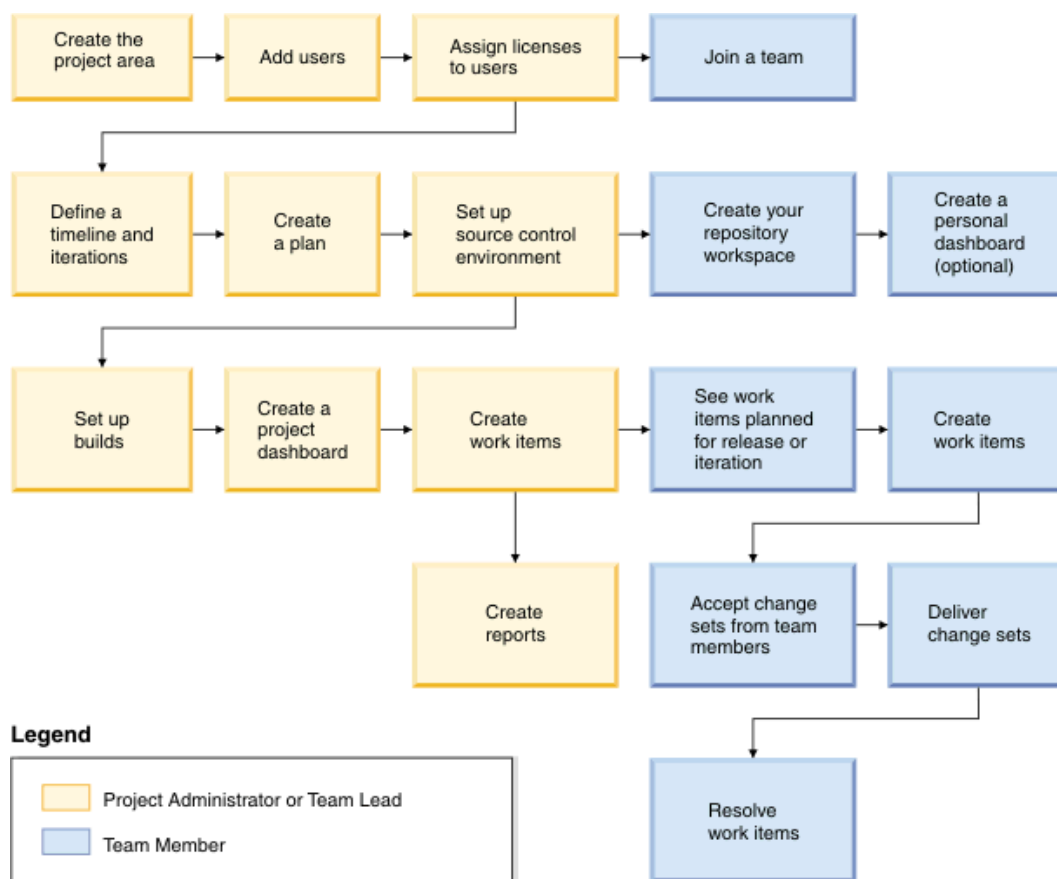 Create the
project area
Add users
Assign licenses
to users
Join a team
Define a
timeline and
iterations
Create
a plan
Set up
source control
environment
Create your
repository
workspace
Create a
personal
dashboard
(optional)
Set up
builds
Create a
project
dashboard
Create
work items
See work
items planned
for release or
iteration
Create
work items
Create
reports
Accept change
sets from team
members
Deliver
change sets
Legend
Project Administrator or Team Lead
Team Member
Resolve
work items